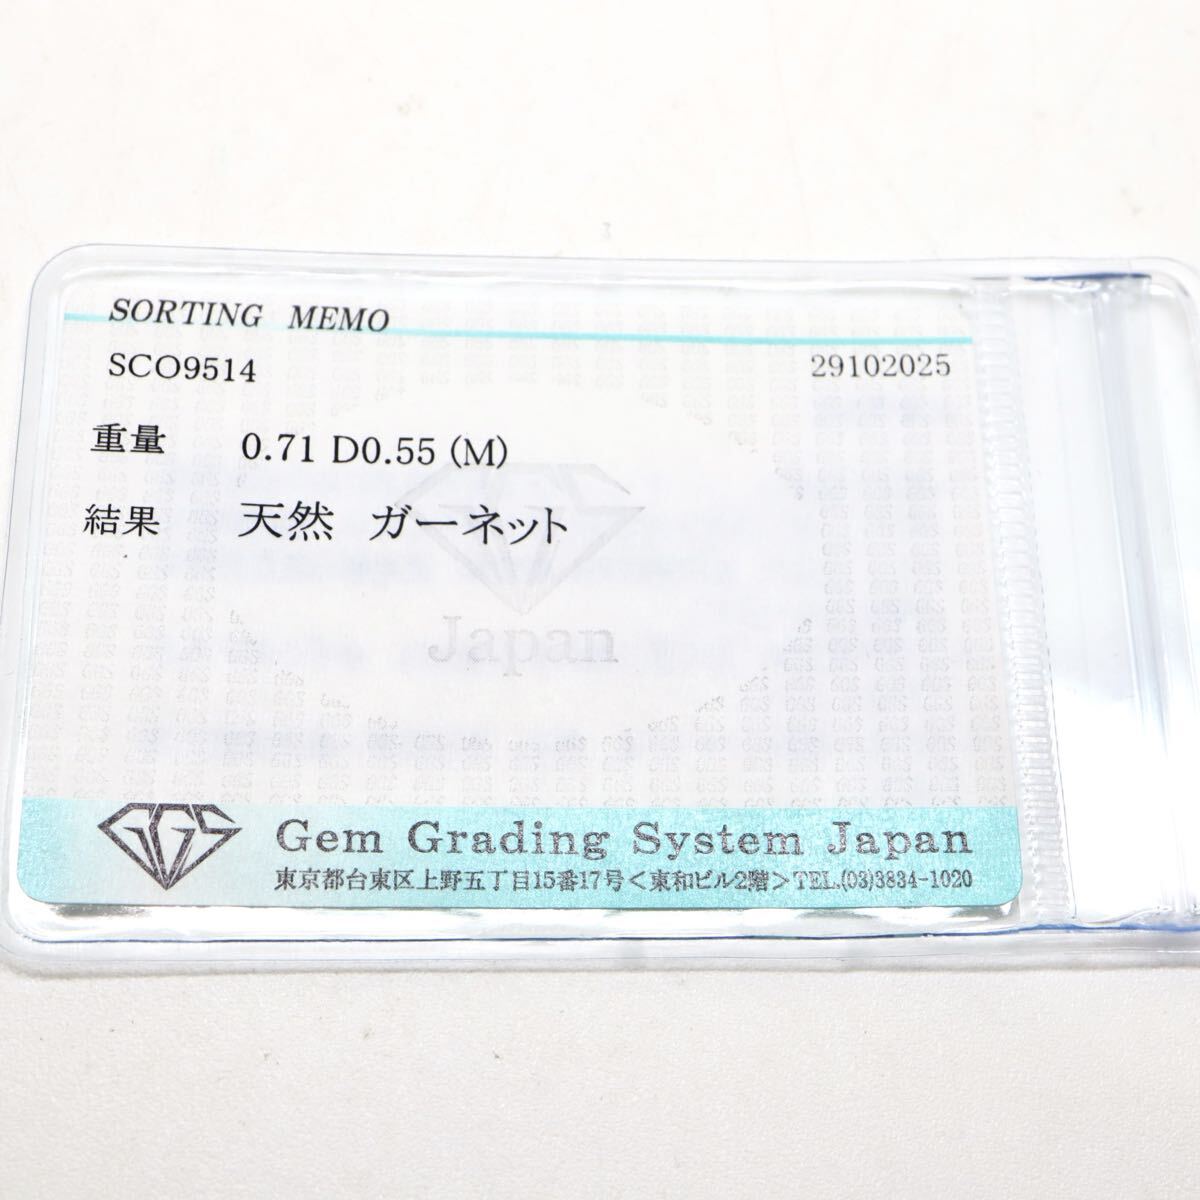 SORTING MEMO
SCO9514 29102025
重量 0.71 D0.55 (M)
結果 天然 ガーネット
GGS
Japan
GGS Gem Grading System Japan
東京都台東区上野五丁目15番17号<東和ビル2階>TEL.(03)3834-1020